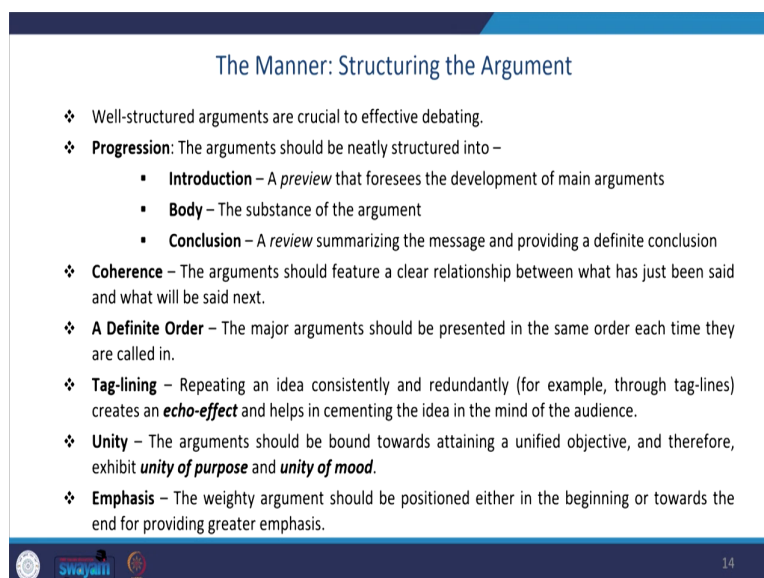 The Manner: Structuring the Argument
❖ Well-structured arguments are crucial to effective debating.
❖ Progression: The arguments should be neatly structured into –
▪ Introduction – A preview that foresees the development of main arguments
▪ Body – The substance of the argument
▪ Conclusion – A review summarizing the message and providing a definite conclusion
❖ Coherence – The arguments should feature a clear relationship between what has just been said
and what will be said next.
❖ A Definite Order – The major arguments should be presented in the same order each time they
are called in.
❖ Tag-lining – Repeating an idea consistently and redundantly (for example, through tag-lines)
creates an echo-effect and helps in cementing the idea in the mind of the audience.
❖ Unity – The arguments should be bound towards attaining a unified objective, and therefore,
exhibit unity of purpose and unity of mood.
❖ Emphasis – The weighty argument should be positioned either in the beginning or towards the
end for providing greater emphasis.
swayam
14